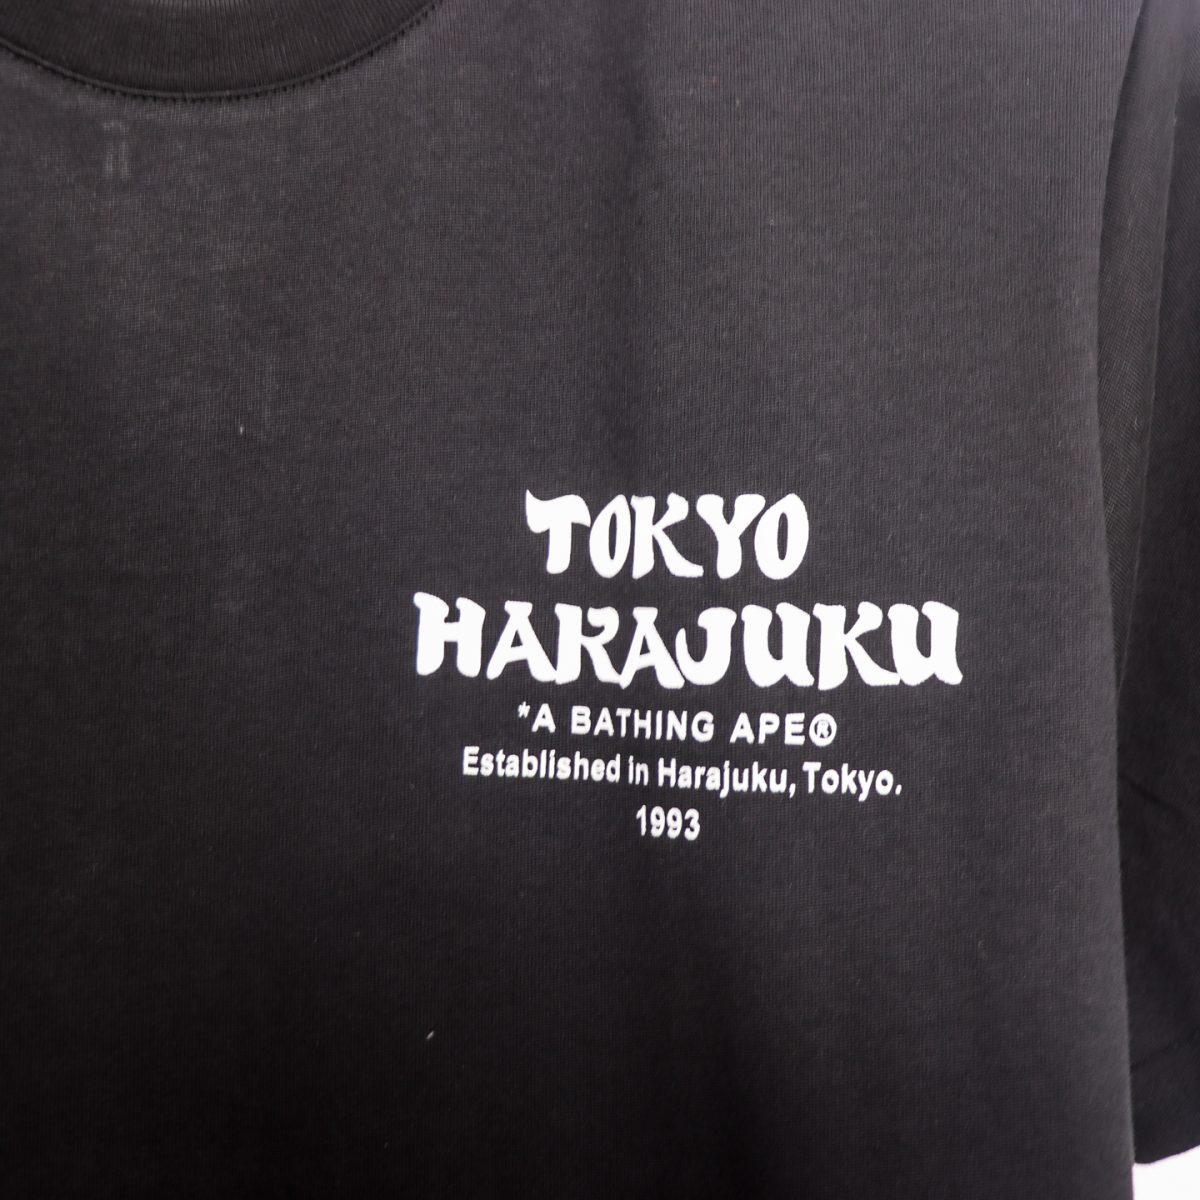 TOKYO
HARAJUKU
*A BATHING APE®
Established in Harajuku, Tokyo.
1993